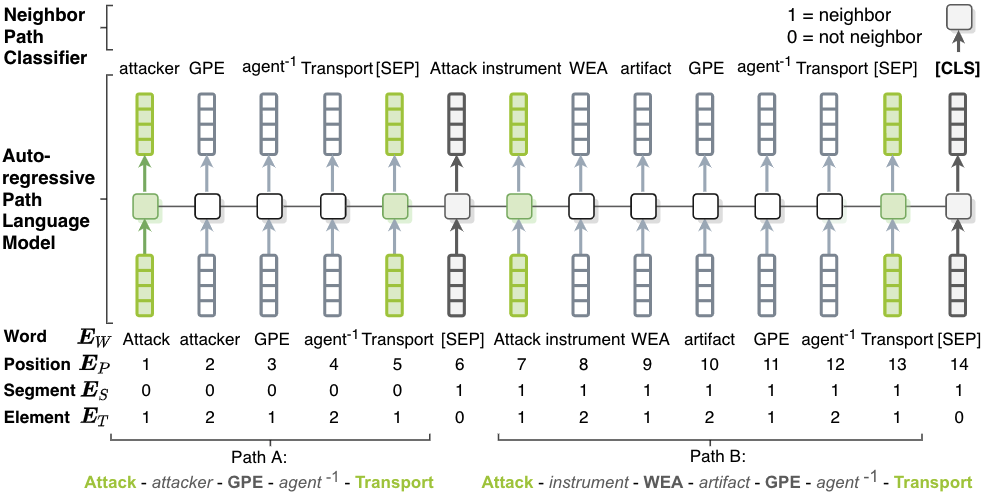 Neighbor
Path
Classifier
1 = neighbor
0 = not neighbor
attacker GPE agent-1 Transport [SEP] Attack instrument WEA artifact GPE agent-1 Transport [SEP] [CLS]
Auto-
regressive
Path
Language
Model
Word EW Attack attacker GPE agent-1 Transport [SEP] Attack instrument WEA artifact GPE agent-1 Transport [SEP]
Position EP 1 2 3 4 5 6 7 8 9 10 11 12 13 14
Segment ES 0 0 0 0 0 1 1 1 1 1 1 1 1 1
Element ET 1 2 1 2 1 0 1 2 1 2 1 2 1 0
Path A:
Attack - attacker - GPE - agent -1 - Transport
Path B:
Attack - instrument - WEA - artifact - GPE - agent -1 - Transport